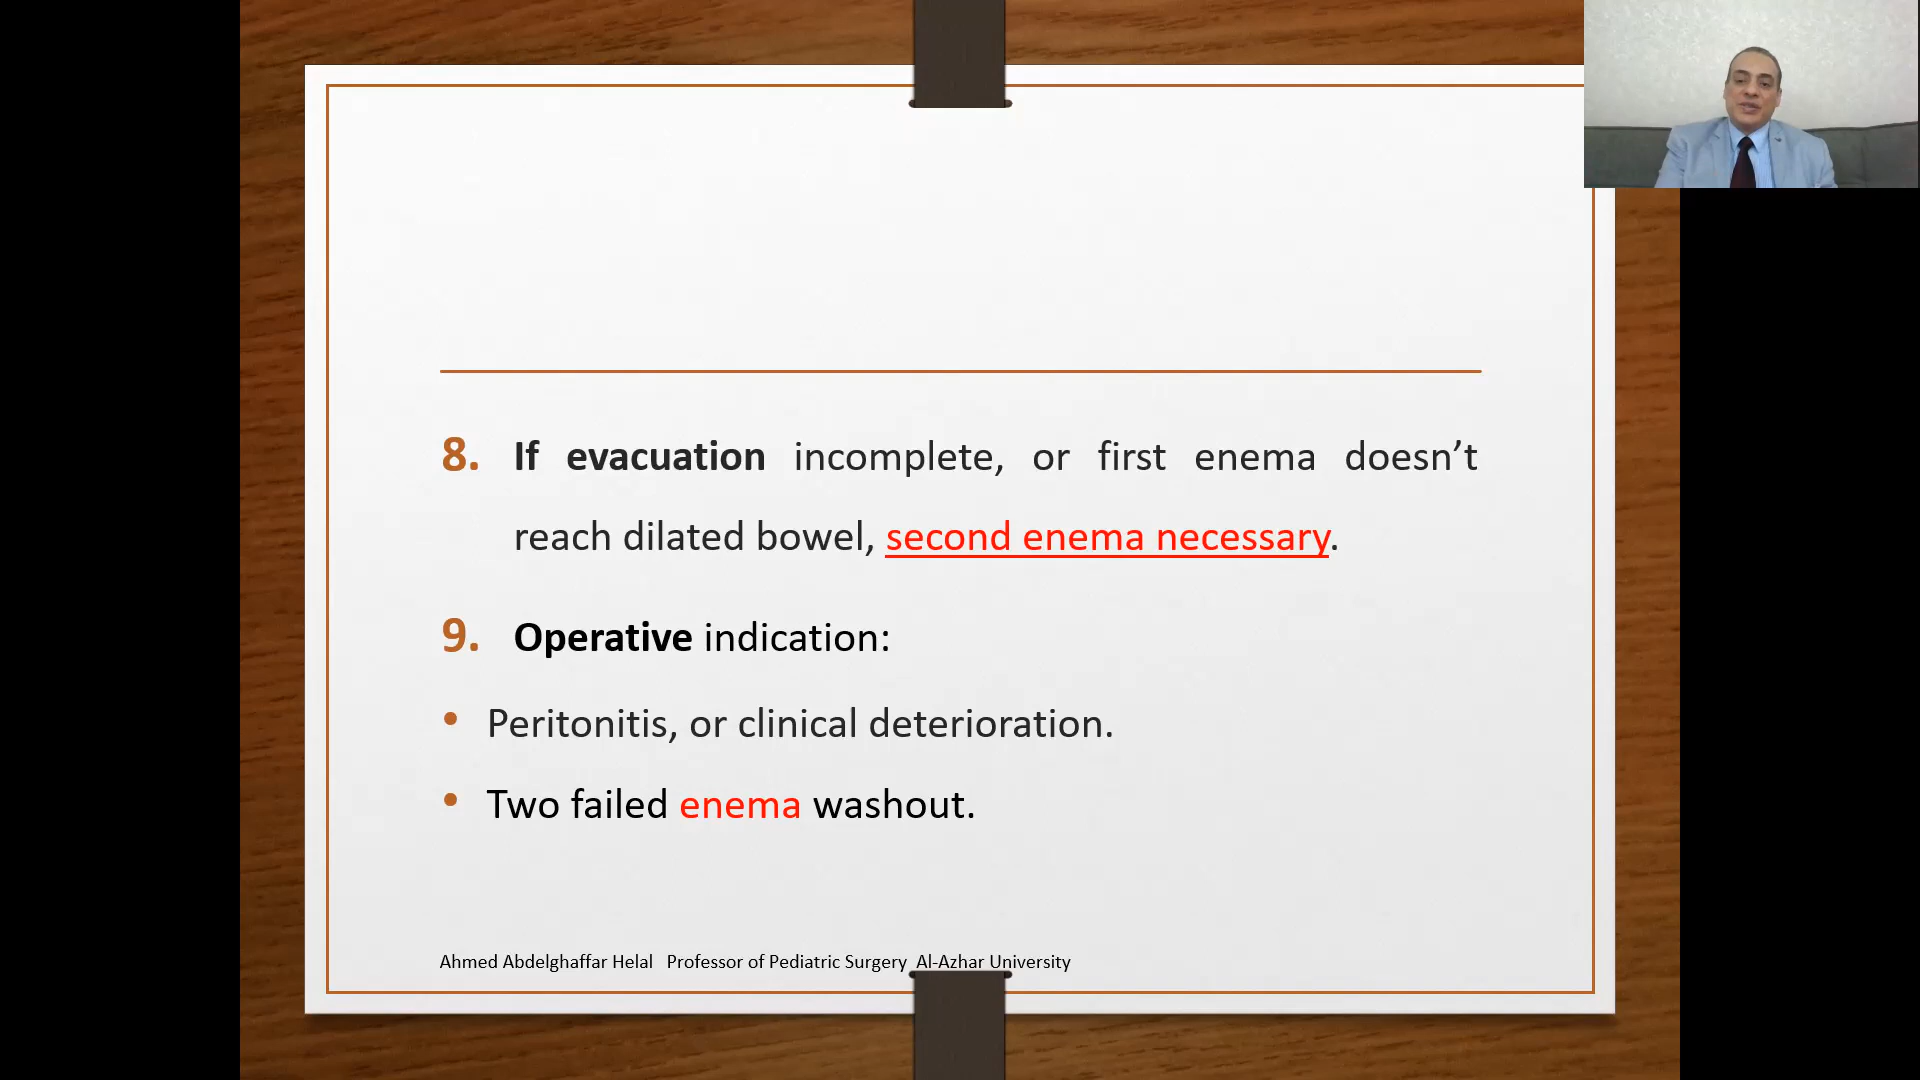 8. If evacuation incomplete, or first enema doesn’t
reach dilated bowel, second enema necessary.
9. Operative indication:
• Peritonitis, or clinical deterioration.
• Two failed enema washout.
Ahmed Abdelghaffar Helal Professor of Pediatric Surgery Al-Azhar University